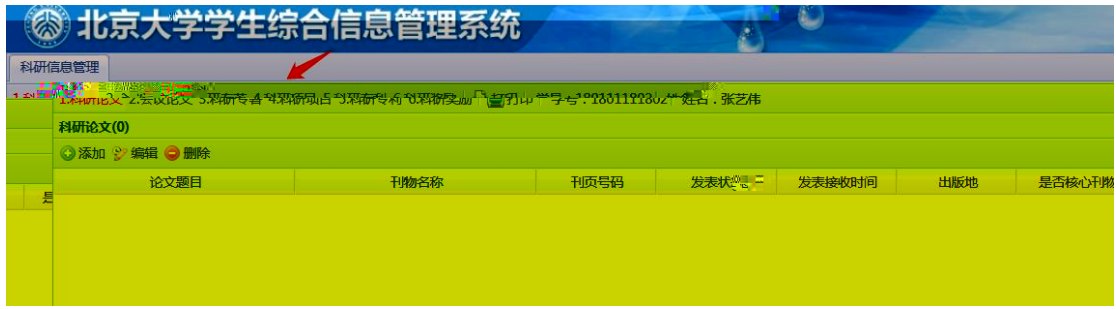 北京大学学生综合信息管理系统
科研信息管理
1.科研论文 2.会议论文 3.科研专著 4.科研项目 5.科研专利 6.科研奖励 打印 学号: 姓名:张艺伟
科研论文(0)
添加 编辑 删除
论文题目 刊物名称 刊页号码 发表状 发表接收时间 出版地 是否核心刊物
是